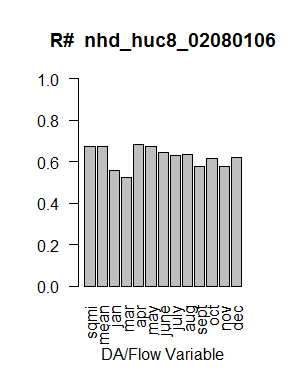 R#  nhd_huc8_02080106
1.0
0.8
0.6
0.4
0.2
0.0
sqmi
mean
jan
mar
apr
may
june
july
aug
sept
oct
nov
dec
DA/Flow Variable